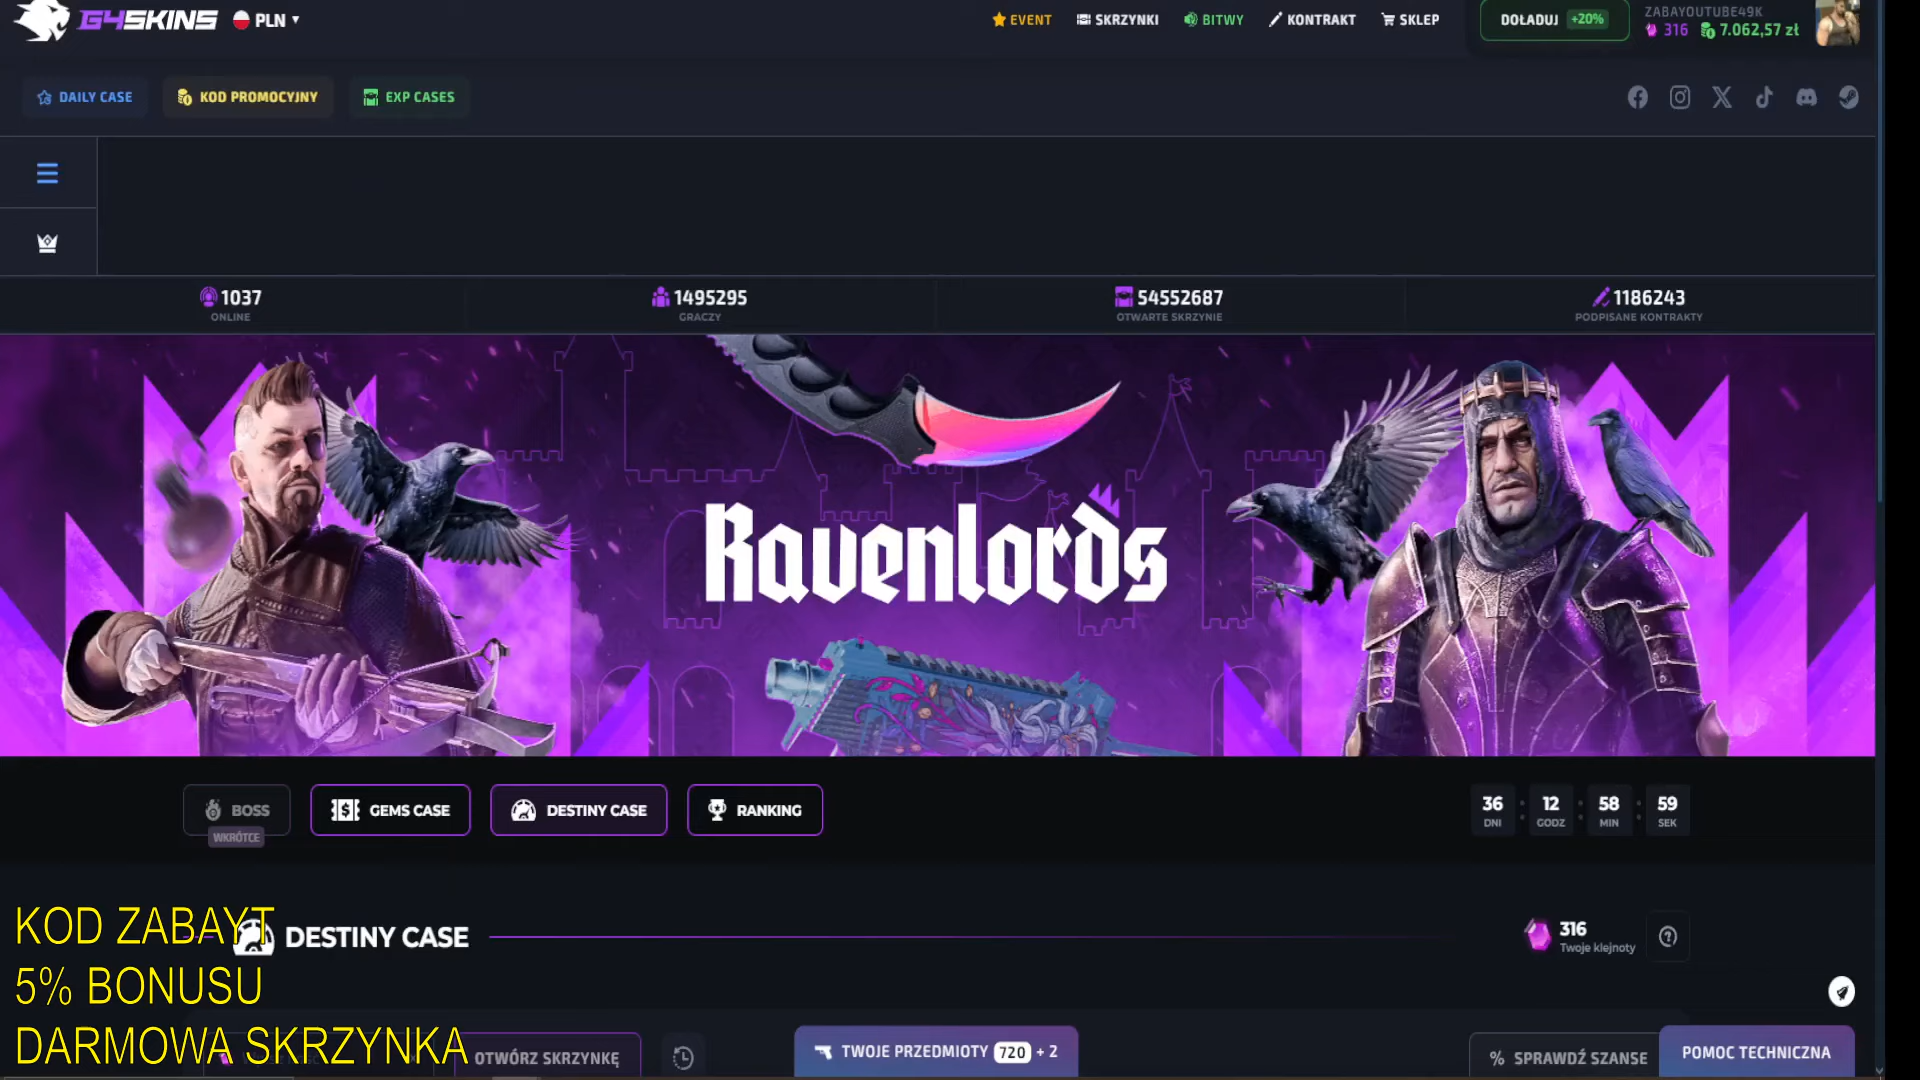 G4SKINS
PLN
EVENT
SKRZYNKI
BITWY
KONTRAKT
SKLEP
DOŁADUJ +20%
ZABAYOUTUBE49K
316 7.062,57 zł
DAILY CASE
KOD PROMOCYJNY
EXP CASES
1037
ONLINE
1495295
GRACZY
54552687
OTWARTE SKRZYNIE
1186243
PODPISANE KONTRAKTY
Ravenlords
BOSS
WKRÓTCE
GEMS CASE
DESTINY CASE
RANKING
36 : 12 : 58 : 59
DNI GODZ MIN SEK
KOD ZABAYT
DESTINY CASE
316
Twoje klejnoty
5% BONUSU
DARMOWA SKRZYNKA
OTWÓRZ SKRZYNKĘ
TWOJE PRZEDMIOTY 720 + 2
% SPRAWDŹ SZANSE
POMOC TECHNICZNA